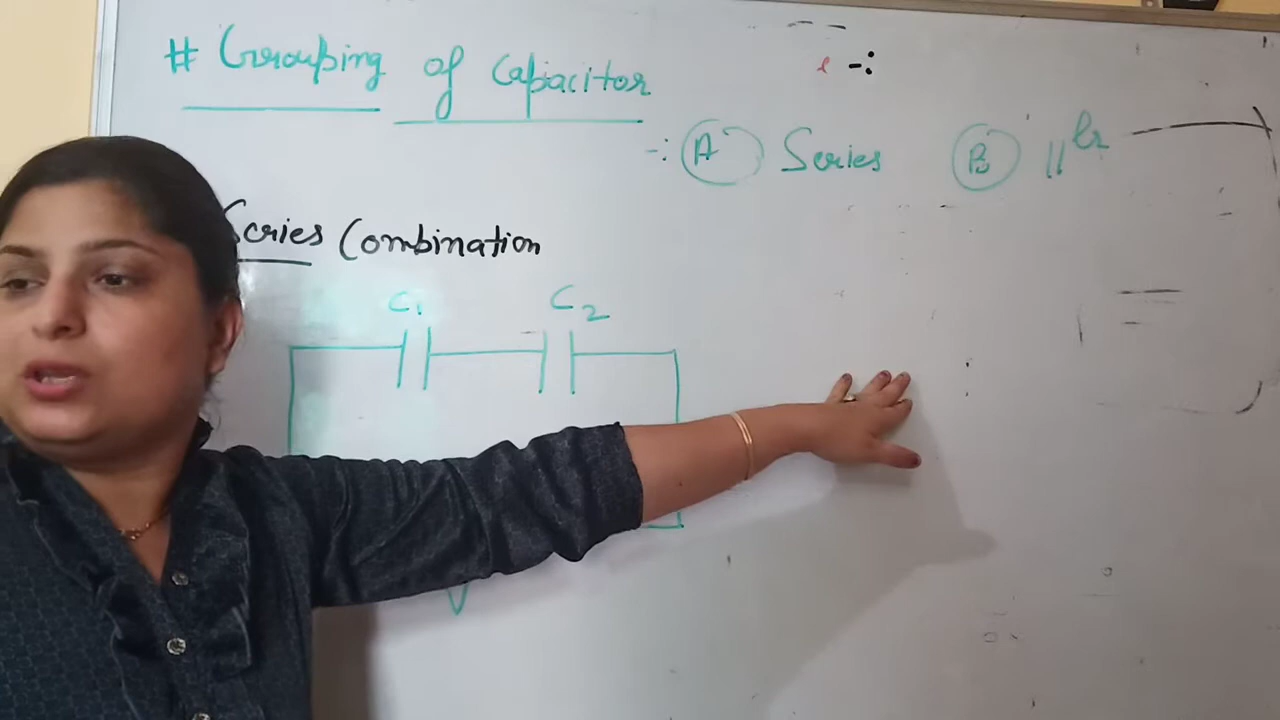 # Grouping of Capacitor
-: (A) Series (B) ||lr
Series Combination
C1 C2
V